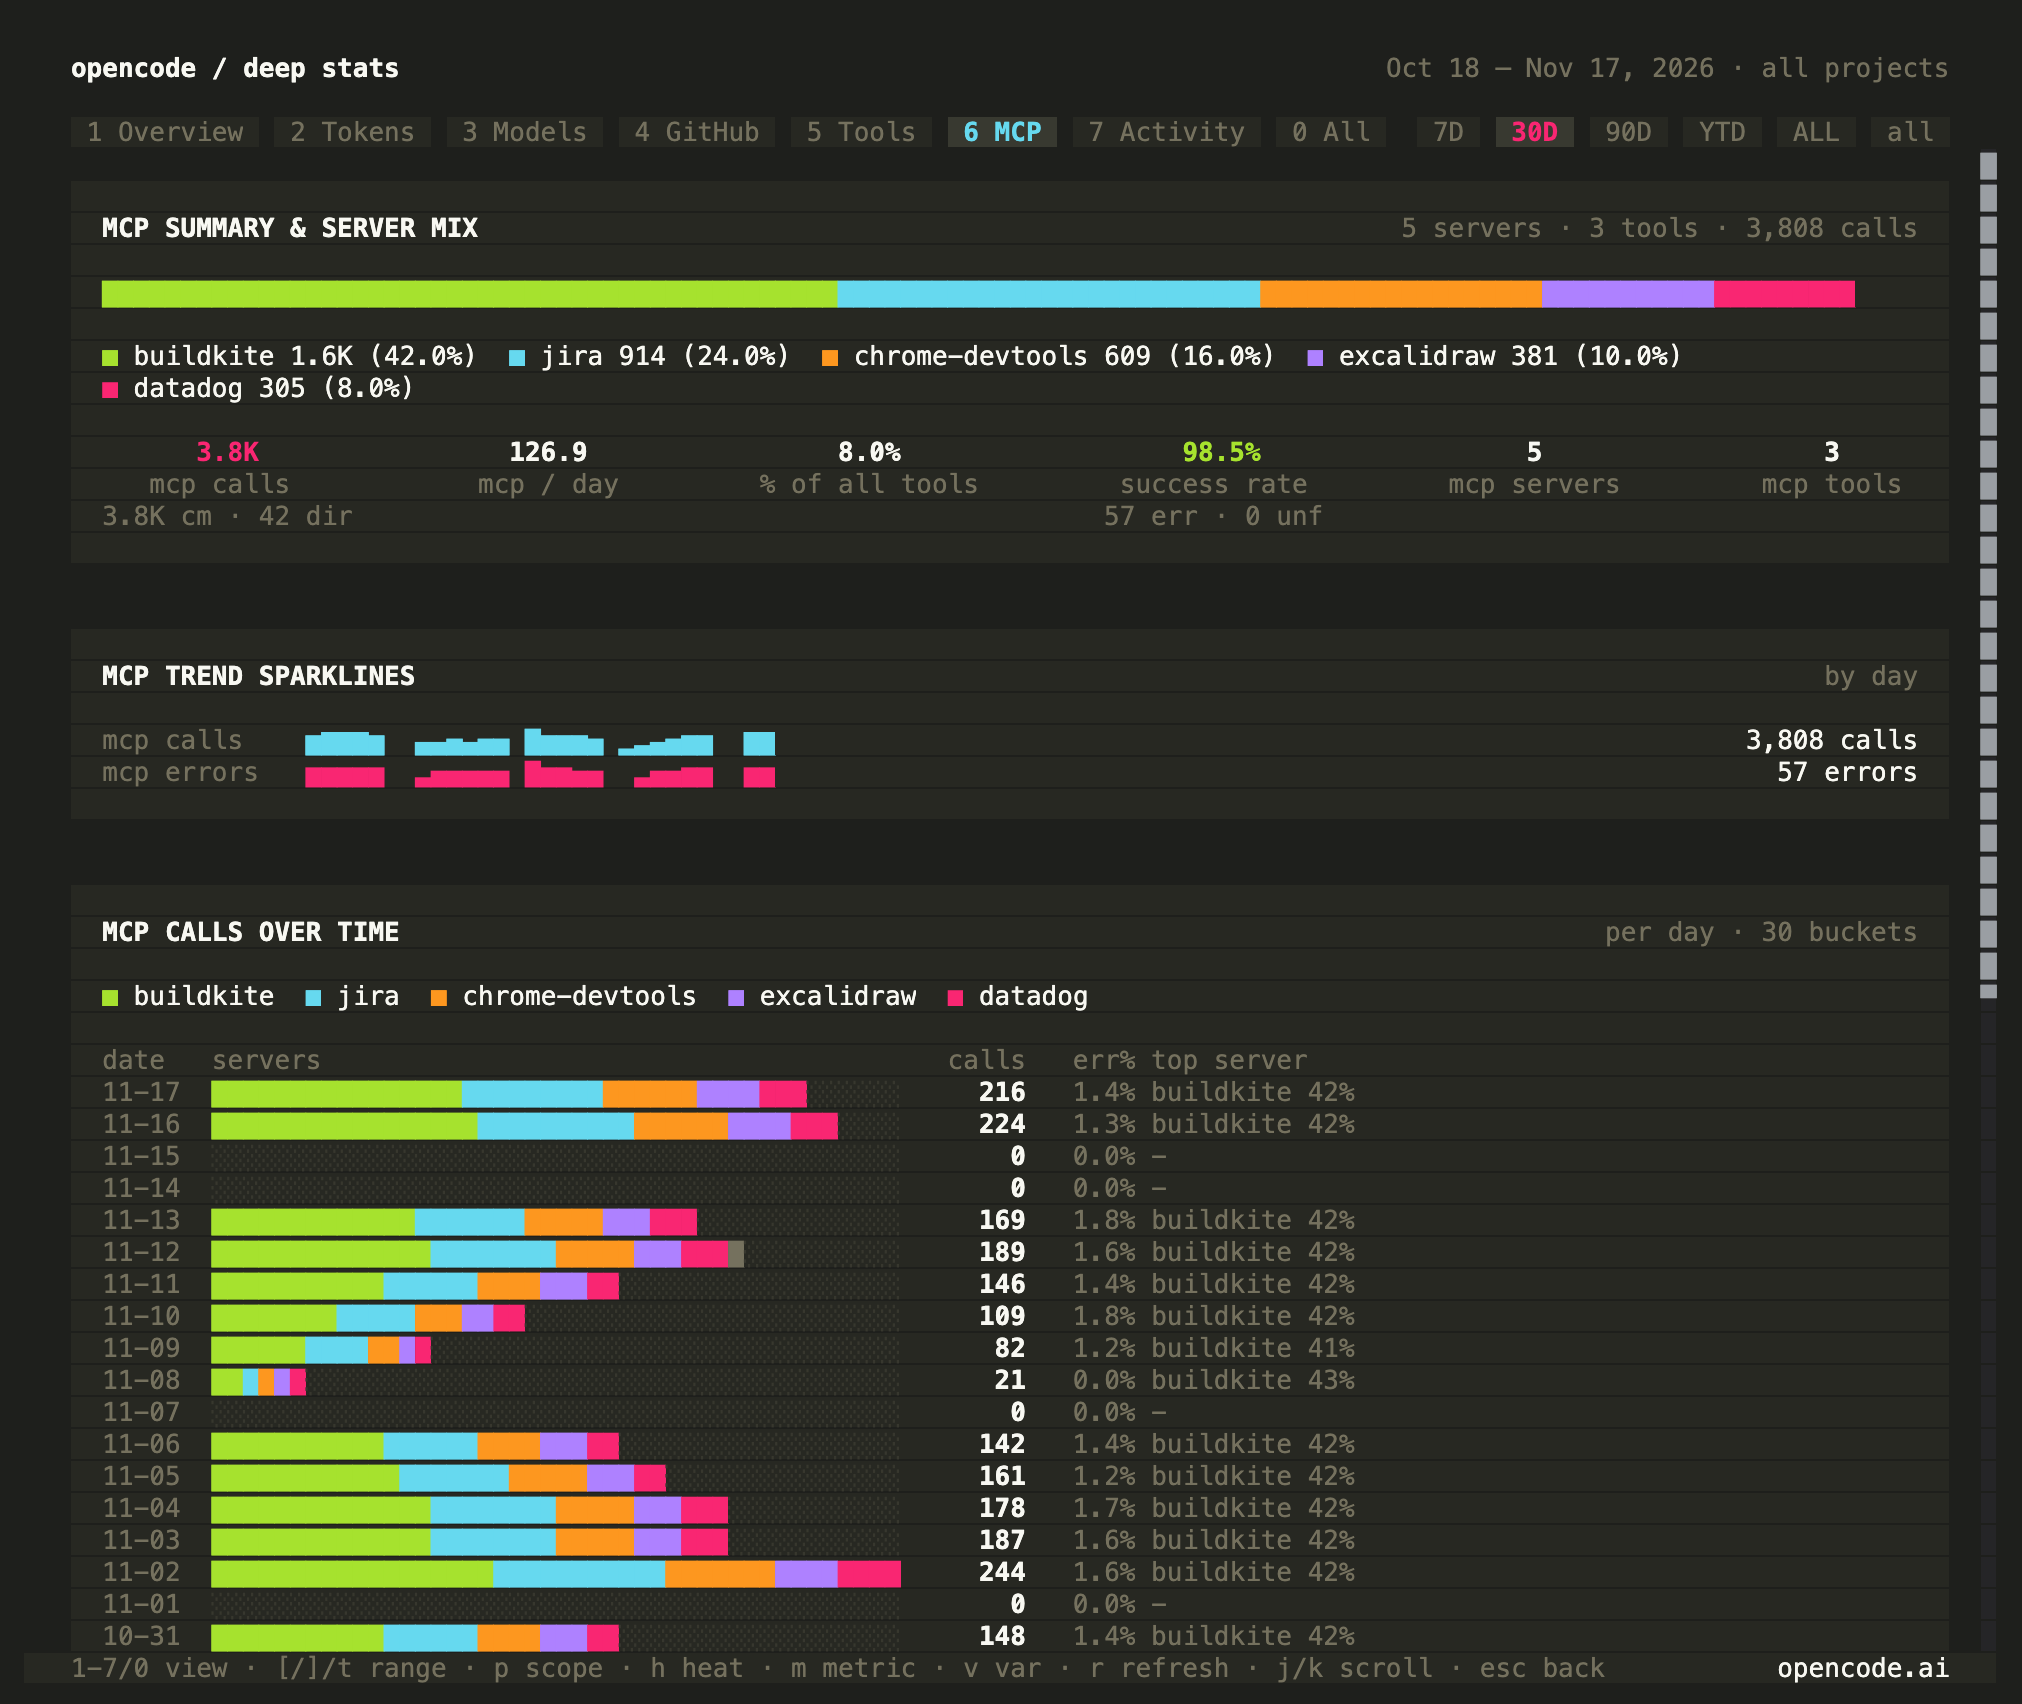 opencode / deep stats    Oct 18 – Nov 17, 2026 · all projects
1 Overview  2 Tokens  3 Models  4 GitHub  5 Tools  6 MCP  7 Activity  0 All  7D  30D  90D  YTD  ALL  all
MCP SUMMARY & SERVER MIX    5 servers · 3 tools · 3,808 calls
buildkite 1.6K (42.0%)  jira 914 (24.0%)  chrome-devtools 609 (16.0%)  excalidraw 381 (10.0%)
datadog 305 (8.0%)
3.8K  126.9  8.0%  98.5%  5  3
mcp calls  mcp / day  % of all tools  success rate  mcp servers  mcp tools
3.8K cm · 42 dir  57 err · 0 unf
MCP TREND SPARKLINES    by day
mcp calls  3,808 calls
mcp errors  57 errors
MCP CALLS OVER TIME    per day · 30 buckets
buildkite  jira  chrome-devtools  excalidraw  datadog
date  servers  calls  err% top server
11-17  216  1.4% buildkite 42%
11-16  224  1.3% buildkite 42%
11-15  0  0.0% –
11-14  0  0.0% –
11-13  169  1.8% buildkite 42%
11-12  189  1.6% buildkite 42%
11-11  146  1.4% buildkite 42%
11-10  109  1.8% buildkite 42%
11-09  82  1.2% buildkite 41%
11-08  21  0.0% buildkite 43%
11-07  0  0.0% –
11-06  142  1.4% buildkite 42%
11-05  161  1.2% buildkite 42%
11-04  178  1.7% buildkite 42%
11-03  187  1.6% buildkite 42%
11-02  244  1.6% buildkite 42%
11-01  0  0.0% –
10-31  148  1.4% buildkite 42%
1-7/0 view · [/]/t range · p scope · h heat · m metric · v var · r refresh · j/k scroll · esc back    opencode.ai